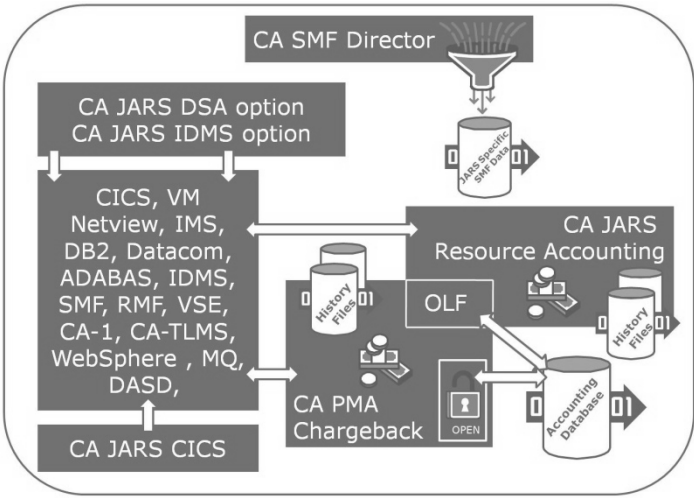 CA SMF Director
CA JARS DSA option
CA JARS IDMS option
JARS Specific
SMF Data
CICS, VM
Netview, IMS,
DB2, Datacom,
ADABAS, IDMS,
SMF, RMF, VSE,
CA-1, CA-TLMS,
WebSphere , MQ,
DASD,
CA JARS
Resource Accounting
History
Files
OLF
History
Files
CA PMA
Chargeback
OPEN
Accounting
Database
CA JARS CICS